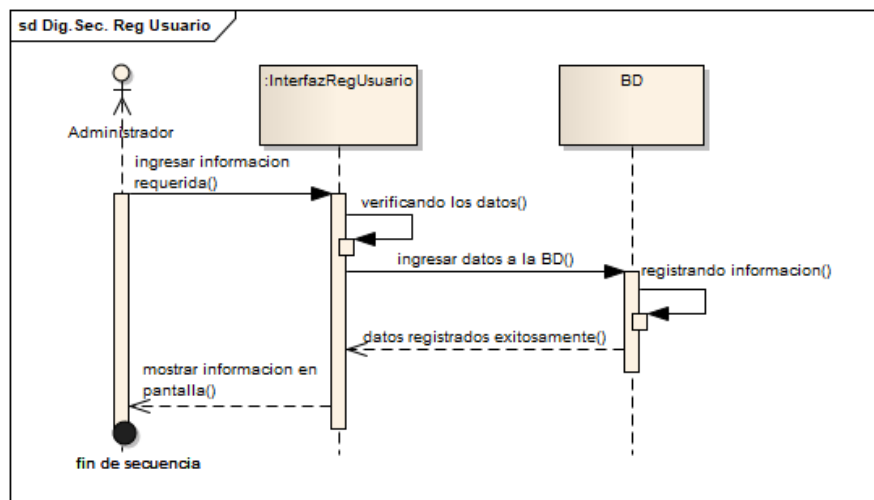 sd Dig.Sec. Reg Usuario
:InterfazRegUsuario
BD
Administrador
ingresar informacion
requerida()
verificando los datos()
ingresar datos a la BD()
registrando informacion()
datos registrados exitosamente()
mostrar informacion en
pantalla()
fin de secuencia